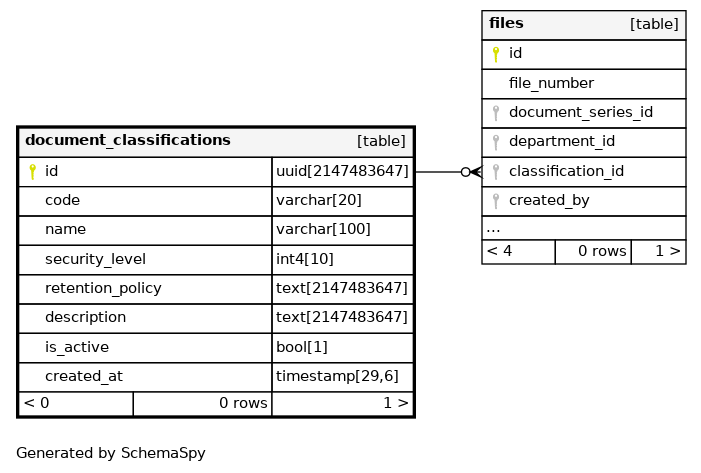 files [table]
id
file_number
document_series_id
department_id
classification_id
created_by
...
< 4 0 rows 1 >
document_classifications [table]
id uuid[2147483647]
code varchar[20]
name varchar[100]
security_level int4[10]
retention_policy text[2147483647]
description text[2147483647]
is_active bool[1]
created_at timestamp[29,6]
< 0 0 rows 1 >
Generated by SchemaSpy